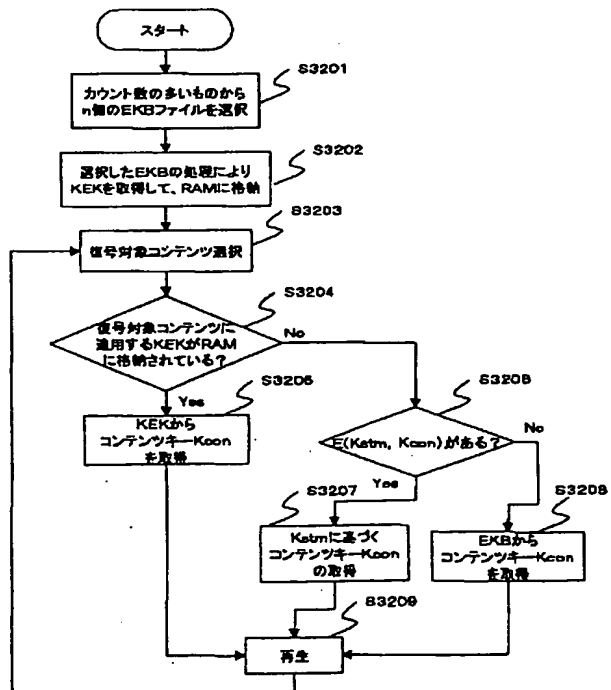 スタート
S3201
カウント数の多いものから
n個のEKBファイルを選択
S3202
選択したEKBの処理により
KEKを取得して、RAMに格納
S3203
復号対象コンテンツ選択
S3204
復号対象コンテンツに
適用するKEKがRAM
に格納されている?
No
Yes
S3205
KEKから
コンテンツキーKcon
を取得
S3206
E(Kstm, Kcon)がある?
No
Yes
S3207
Kstmに基づく
コンテンツキーKcon
の取得
S3208
EKBから
コンテンツキーKcon
を取得
S3209
再生